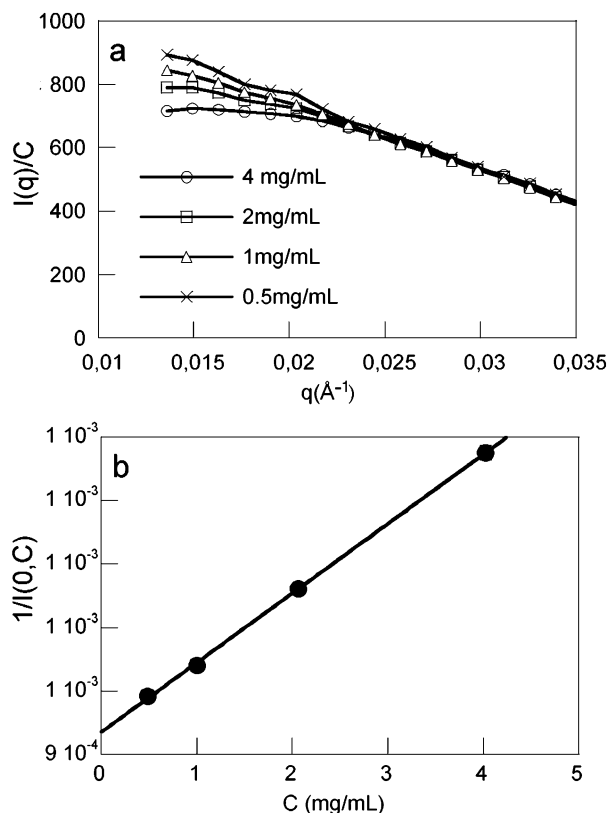 a
1000
800
600
400
200
0
I(q)/C
4 mg/mL
2mg/mL
1mg/mL
0.5mg/mL
0,01 0,015 0,02 0,025 0,03 0,035
q(Å⁻¹)
b
1 10⁻³
1 10⁻³
1 10⁻³
1 10⁻³
1 10⁻³
9 10⁻⁴
1/I(0,C)
0 1 2 3 4 5
C (mg/mL)